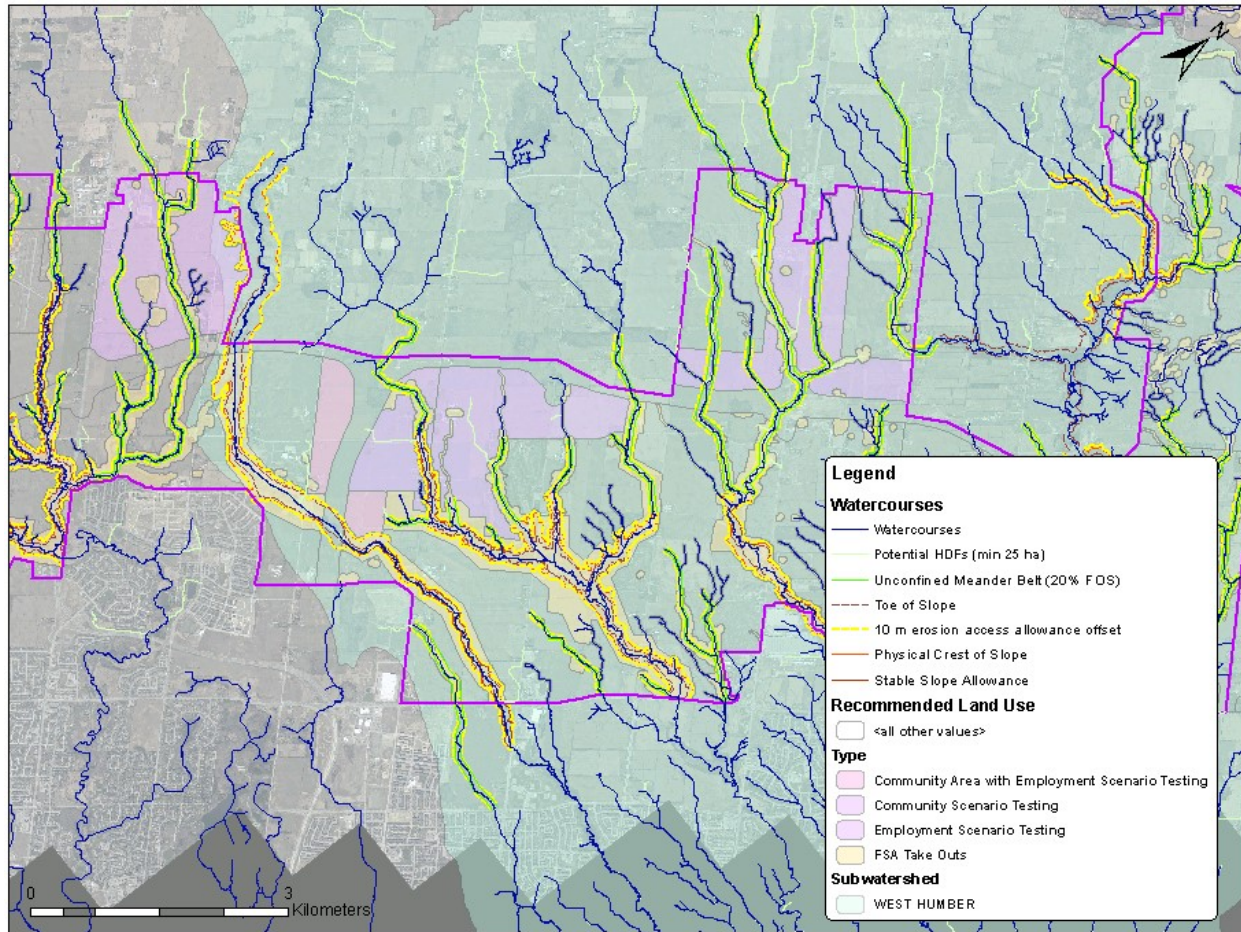 N
Legend
Watercourses
Watercourses
Potential HDFs (min 25 ha)
Unconfined Meander Belt (20% FOS)
Toe of Slope
10 m erosion access allowance offset
Physical Crest of Slope
Stable Slope Allowance
Recommended Land Use
<all other values>
Type
Community Area with Employment Scenario Testing
Community Scenario Testing
Employment Scenario Testing
FSA Take Outs
Subwatershed
WEST HUMBER
0 3
Kilometers